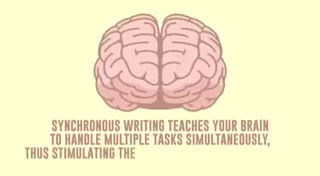 SYNCHRONOUS WRITING TEACHES YOUR BRAIN
TO HANDLE MULTIPLE TASKS SIMULTANEOUSLY,
THUS STIMULATING THE